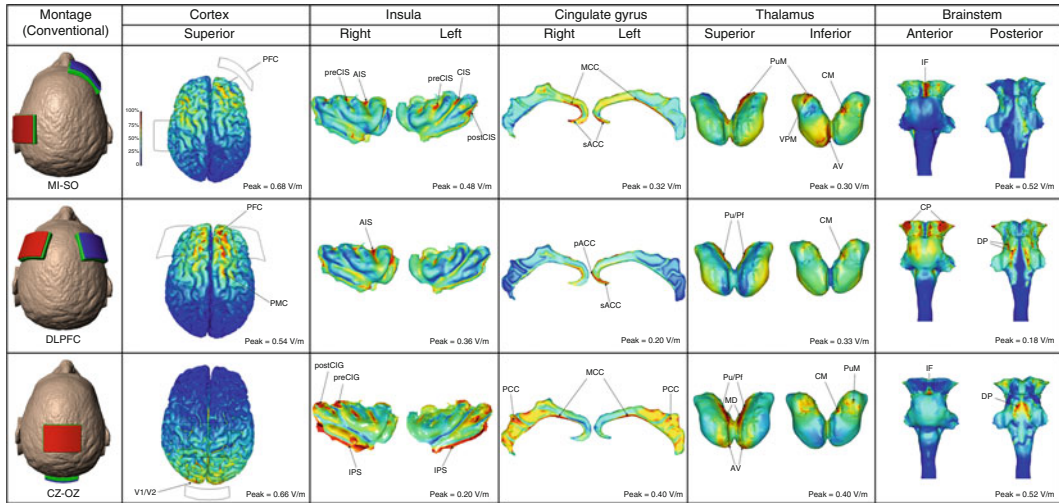 Montage
(Conventional)
Cortex
Insula
Cingulate gyrus
Thalamus
Brainstem
Superior
Right
Left
Right
Left
Superior
Inferior
Anterior
Posterior
PFC
100%
75%
50%
25%
0
MI-SO
Peak = 0.68 V/m
preCIS
AIS
preCIS
CIS
postCIS
Peak = 0.48 V/m
MCC
sACC
Peak = 0.32 V/m
PuM
CM
VPM
AV
Peak = 0.30 V/m
IF
Peak = 0.52 V/m
DLPFC
PFC
PMC
Peak = 0.54 V/m
AIS
Peak = 0.36 V/m
pACC
sACC
Peak = 0.20 V/m
Pu/Pf
CM
Peak = 0.33 V/m
CP
DP
Peak = 0.18 V/m
CZ-OZ
V1/V2
Peak = 0.66 V/m
postCIG
preCIG
IPS
IPS
Peak = 0.20 V/m
PCC
MCC
PCC
Peak = 0.40 V/m
Pu/Pf
MD
CM
PuM
AV
Peak = 0.40 V/m
IF
DP
Peak = 0.52 V/m